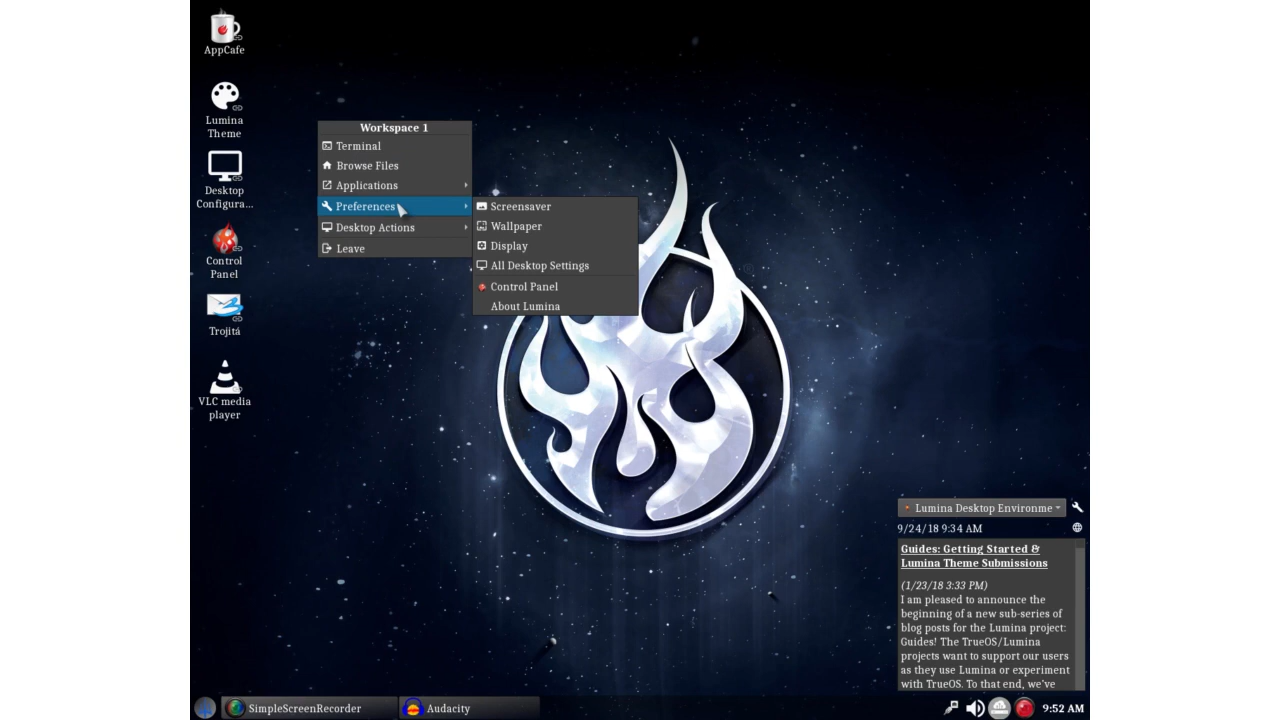 AppCafe
Lumina
Theme
Desktop
Configura...
Control
Panel
Trojitá
VLC media
player
Workspace 1
Terminal
Browse Files
Applications
Preferences
Desktop Actions
Leave
Screensaver
Wallpaper
Display
All Desktop Settings
Control Panel
About Lumina
Lumina Desktop Environme
9/24/18 9:34 AM
Guides: Getting Started &
Lumina Theme Submissions
(1/23/18 3:33 PM)
I am pleased to announce the
beginning of a new sub-series of
blog posts for the Lumina project:
Guides! The TrueOS/Lumina
projects want to support our users
as they use Lumina or experiment
with TrueOS. To that end, we've
SimpleScreenRecorder
Audacity
9:52 AM